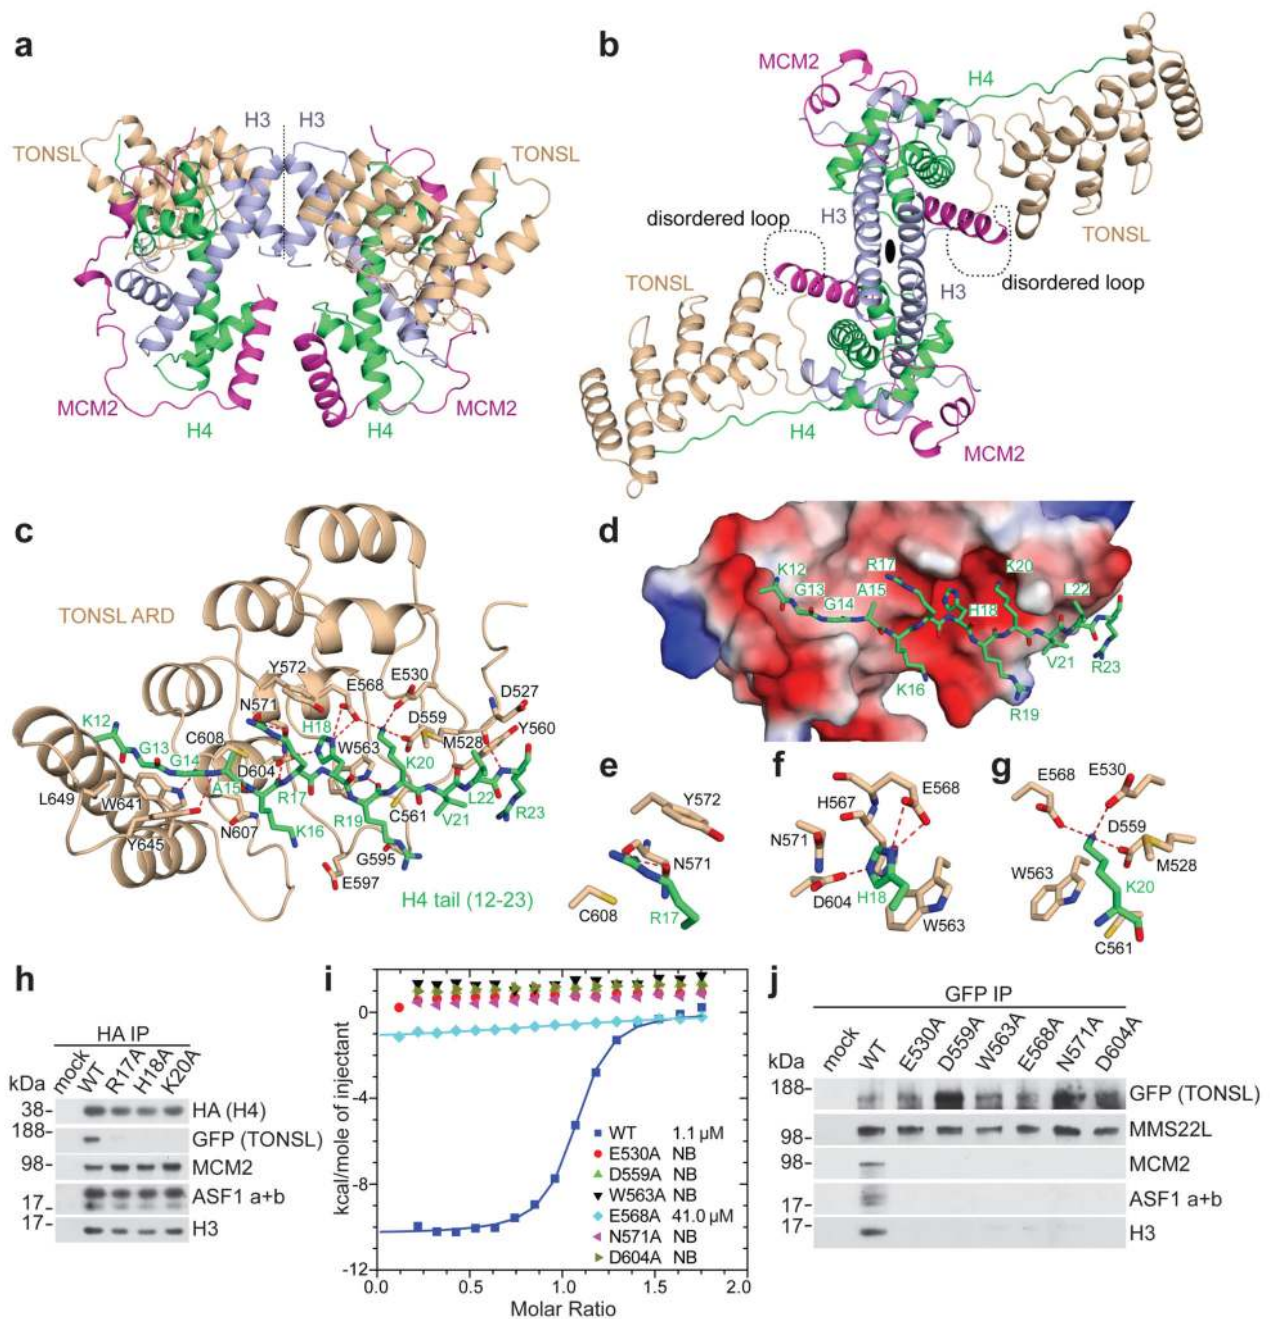 a
H3 H3
TONSL
TONSL
MCM2
MCM2
H4
H4
b
MCM2
H4
disordered loop
H3
TONSL
H3
disordered loop
TONSL
H4
MCM2
c
TONSL ARD
Y572
E568
E530
N571
D527
K12
H18
D559
Y560
C608
G13
G14
W563
M528
D604
K20
A15
R17
L649
W641
L22
R23
K16
N607
R19
C561
V21
Y645
G595
E597
H4 tail (12-23)
d
K12
R17
K20
G13
A15
G14
L22
H18
V21
K16
R23
R19
e
Y572
N571
C608
R17
f
E568
H567
N571
D604
H18
W563
g
E568
E530
D559
M528
W563
K20
C561
h
HA IP
kDa
mock
WT
R17A
H18A
K20A
38-
HA (H4)
188-
GFP (TONSL)
98-
MCM2
17-
ASF1 a+b
17-
H3
i
kcal/mole of injectant
0
-4
-8
-12
WT 1.1 µM
E530A NB
D559A NB
W563A NB
E568A 41.0 µM
N571A NB
D604A NB
0.0 0.5 1.0 1.5 2.0
Molar Ratio
j
GFP IP
kDa
mock
WT
E530A
D559A
W563A
E568A
N571A
D604A
188-
GFP (TONSL)
98-
MMS22L
98-
MCM2
17-
ASF1 a+b
17-
H3